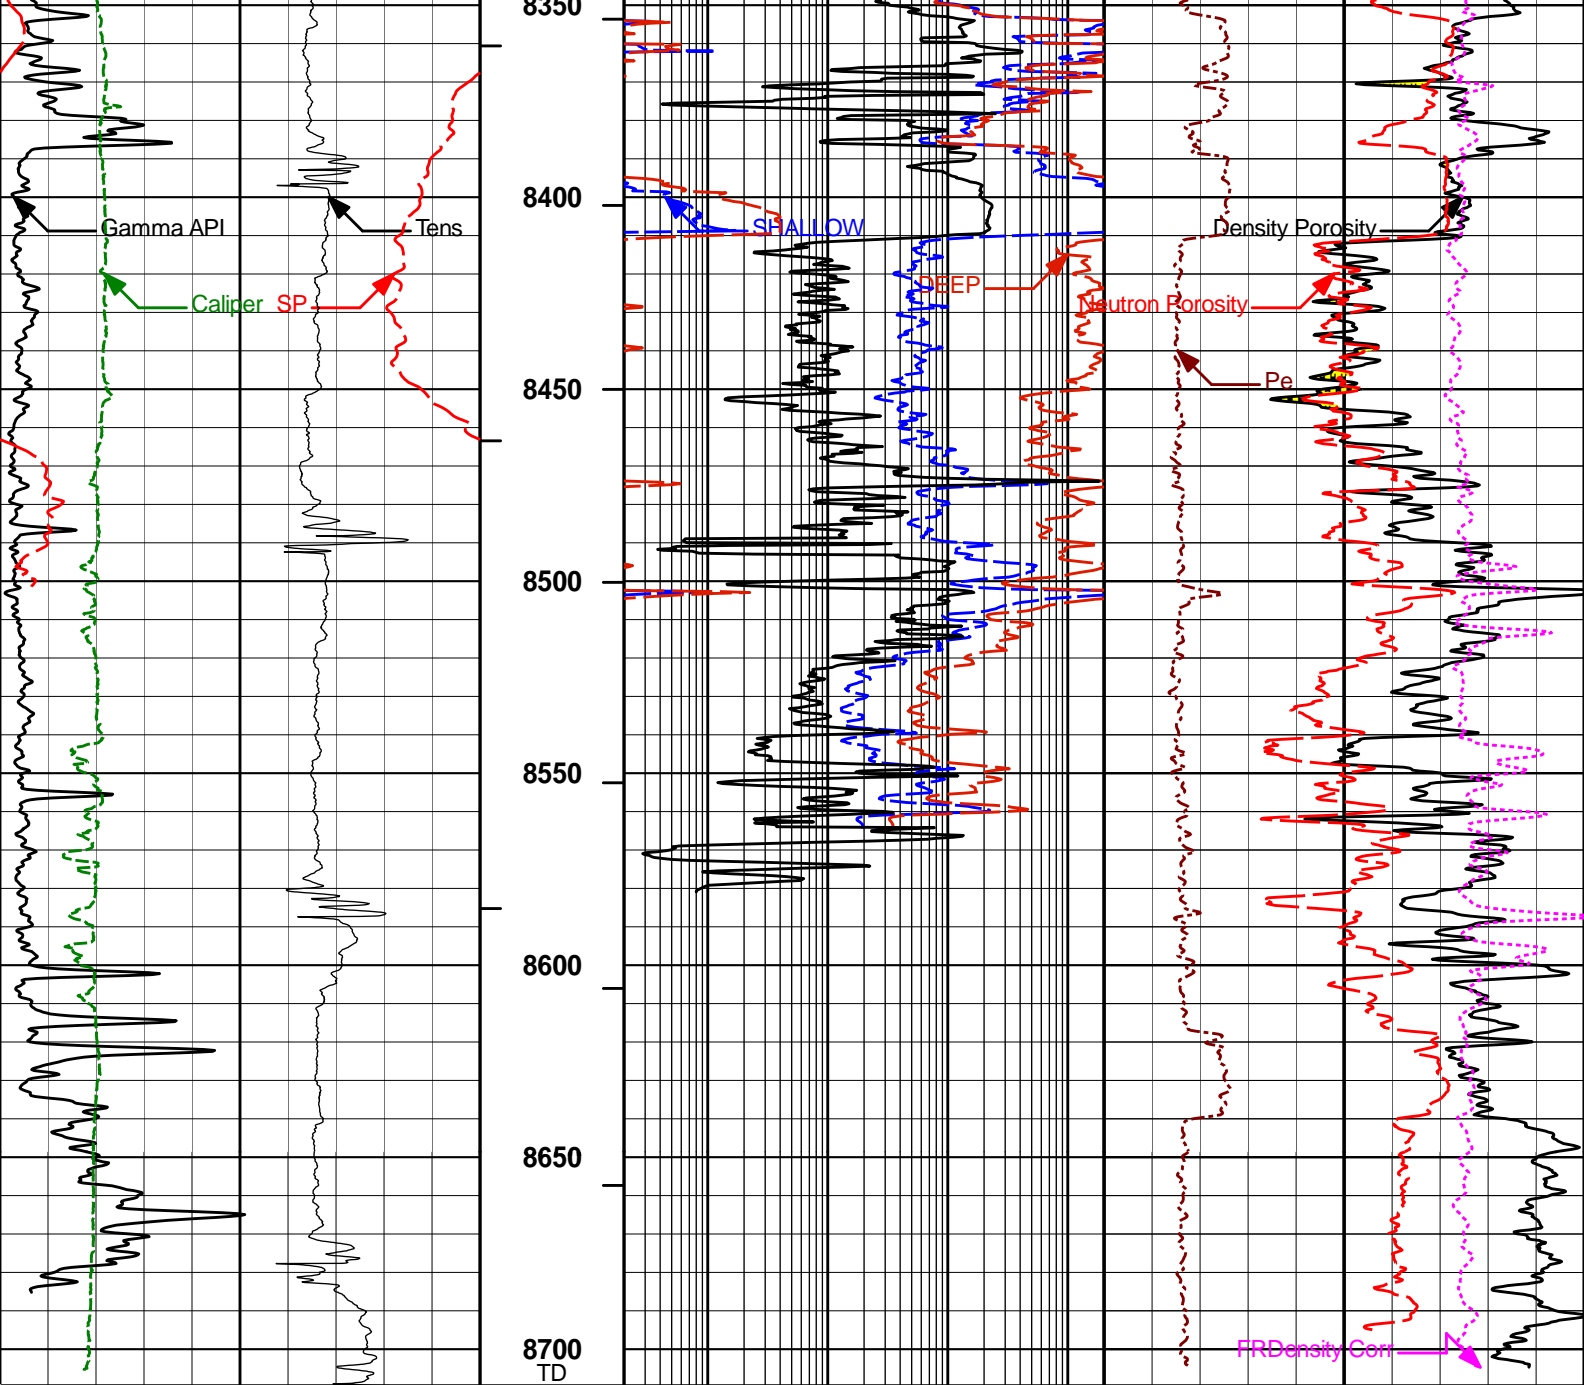 8350
8400
Gamma API
Tens
SHALLOW
Density Porosity
DEEP
Caliper
SP
Neutron Porosity
Pe
8450
8500
8550
8600
8650
8700
TD
FRDensity Corr